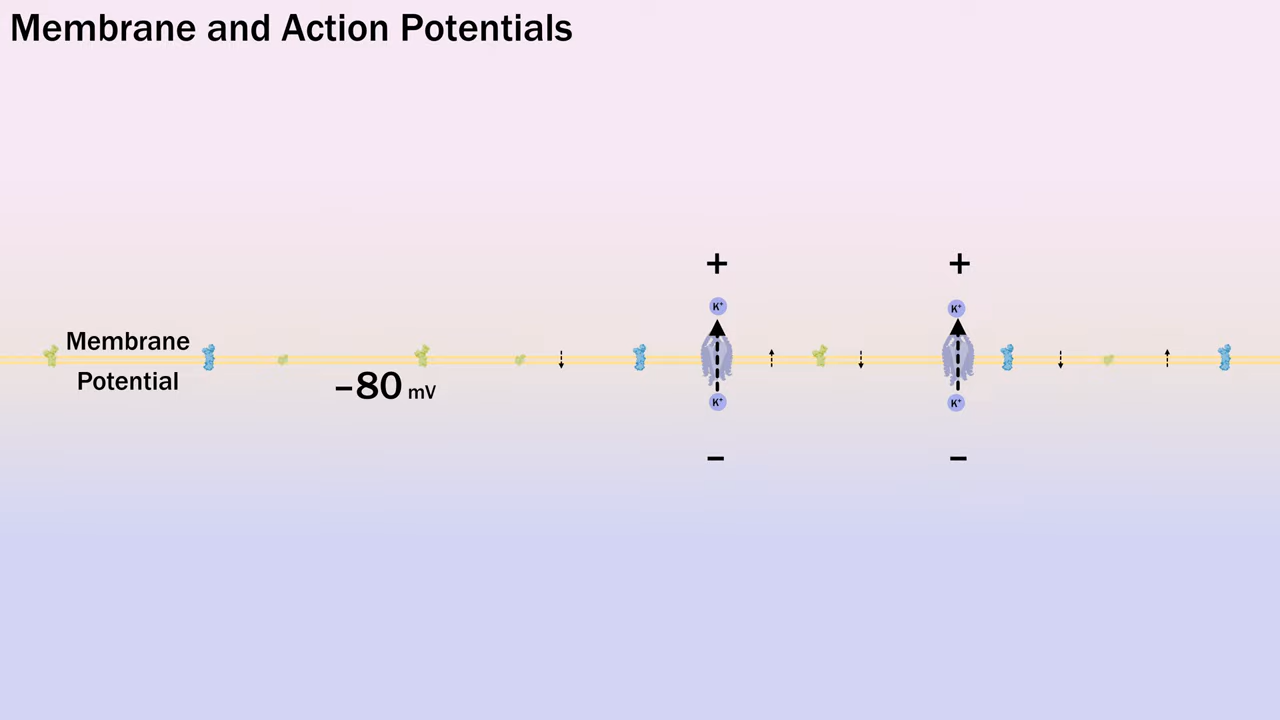 Membrane and Action Potentials
+ +
K⁺ K⁺
Membrane
Potential
−80 mV
K⁺ K⁺
− −